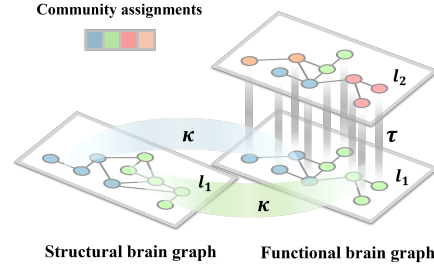 Community assignments
l2
κ
τ
l1
l1
κ
Structural brain graph
Functional brain graph